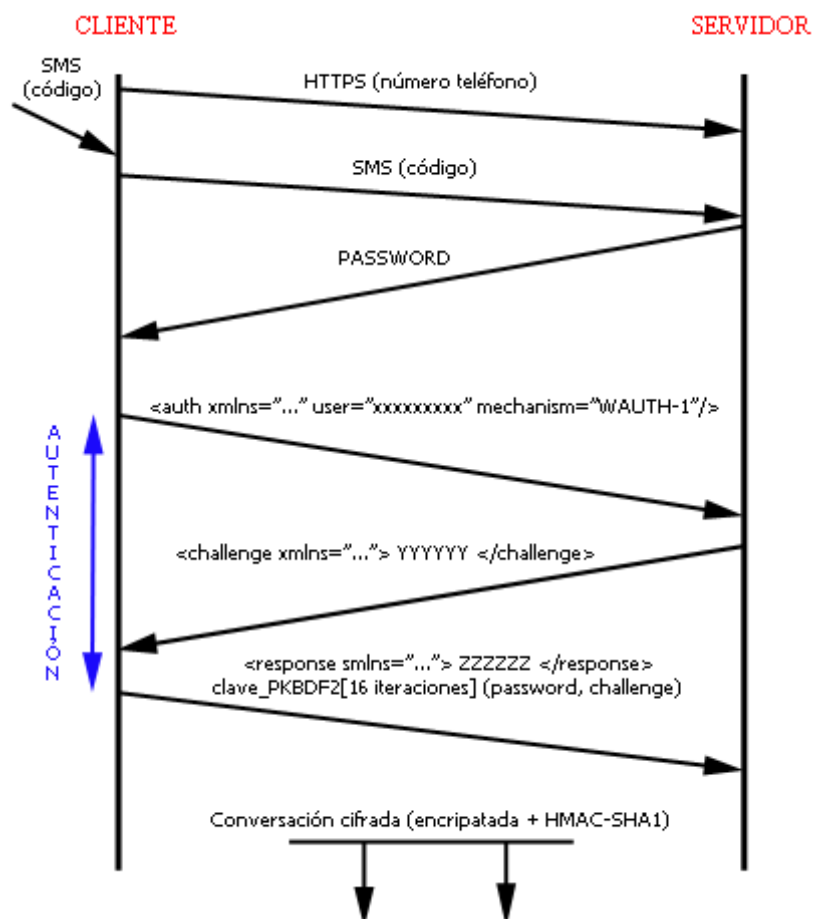 CLIENTE
SERVIDOR
SMS
(código)
HTTPS (número teléfono)
SMS (código)
PASSWORD
<auth xmlns="..." user="xxxxxxxxx" mechanism="WAUTH-1"/>
AUTENTICACIÓN
<challenge xmlns="..."> YYYYYY </challenge>
<response smlns="..."> ZZZZZZ </response>
clave_PKBDF2[16 iteraciones] (password, challenge)
Conversación cifrada (encripatada + HMAC-SHA1)